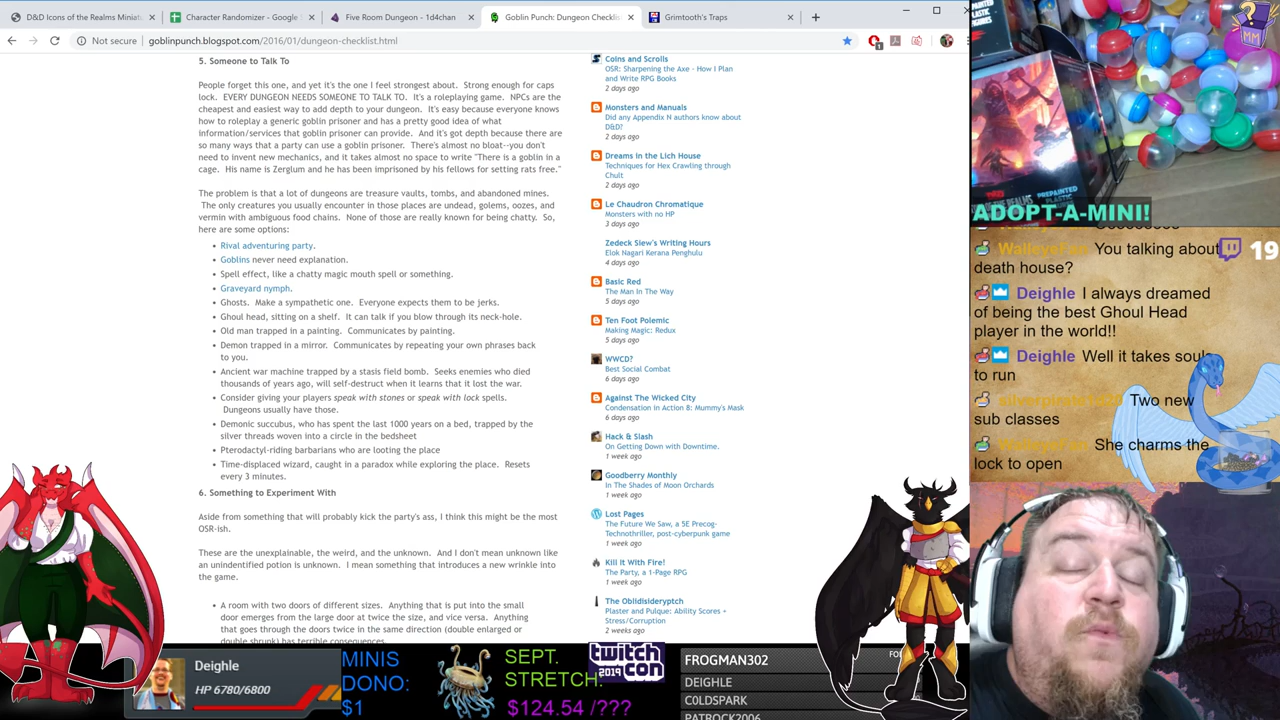 D&D Icons of the Realms Miniat
Character Randomizer - Google
Five Room Dungeon - 1d4chan
Goblin Punch: Dungeon Checklis
Grimtooth's Traps
Not secure
goblinpunch.blogspot.com/2016/01/dungeon-checklist.html
5. Someone to Talk To
People forget this one, and yet it's the one I feel strongest about. Strong enough for caps
lock. EVERY DUNGEON NEEDS SOMEONE TO TALK TO. It's a roleplaying game. NPCs are the
cheapest and easiest way to add depth to your dungeon. It's easy because everyone knows
how to roleplay a generic goblin prisoner and has a pretty good idea of what
information/services that goblin prisoner can provide. And it's got depth because there are
so many ways that a party can use a goblin prisoner. There's almost no bloat--you don't
need to invent new mechanics, and it takes almost no space to write "There is a goblin in a
cage. His name is Zerglum and he has been imprisoned by his fellows for setting rats free."
The problem is that a lot of dungeons are treasure vaults, tombs, and abandoned mines.
The only creatures you usually encounter in those places are undead, golems, oozes, and
vermin with ambiguous food chains. None of those are really known for being chatty. So,
here are some options:
Rival adventuring party.
Goblins never need explanation.
Spell effect, like a chatty magic mouth spell or something.
Graveyard nymph.
Ghosts. Make a sympathetic one. Everyone expects them to be jerks.
Ghoul head, sitting on a shelf. It can talk if you blow through its neck-hole.
Old man trapped in a painting. Communicates by painting.
Demon trapped in a mirror. Communicates by repeating your own phrases back
to you.
Ancient war machine trapped by a stasis field bomb. Seeks enemies who died
thousands of years ago, will self-destruct when it learns that it lost the war.
Consider giving your players speak with stones or speak with lock spells.
Dungeons usually have those.
Demonic succubus, who has spent the last 1000 years on a bed, trapped by the
silver threads woven into a circle in the bedsheet
Pterodactyl-riding barbarians who are looting the place
Time-displaced wizard, caught in a paradox while exploring the place. Resets
every 3 minutes.
6. Something to Experiment With
Aside from something that will probably kick the party's ass, I think this might be the most
OSR-ish.
These are the unexplainable, the weird, and the unknown. And I don't mean unknown like
an unindentified potion is unknown. I mean something that introduces a new wrinkle into
the game.
A room with two doors of different sizes. Anything that is put into the small
door emerges from the large door at twice the size, and vice versa. Anything
that goes through the doors twice in the same direction (double enlarged or
double shrunk) has terrible consequences.
Coins and Scrolls
OSR: Sharpening the Axe - How I Plan
and Write RPG Books
2 days ago
Monsters and Manuals
Did any Appendix N authors know about
D&D?
2 days ago
Dreams in the Lich House
Techniques for Hex Crawling through
Chult
2 days ago
Le Chaudron Chromatique
Monsters with no HP
3 days ago
Zedeck Siew's Writing Hours
Elok Nagari Kerana Penghulu
4 days ago
Basic Red
The Man In The Way
5 days ago
Ten Foot Polemic
Making Magic: Redux
5 days ago
WWCD?
Best Social Combat
6 days ago
Against The Wicked City
Condensation in Action 8: Mummy's Mask
6 days ago
Hack & Slash
On Getting Down with Downtime.
1 week ago
Goodberry Monthly
In The Shades of Moon Orchards
1 week ago
Lost Pages
The Future We Saw, a 5E Precog-
Technothriller, post-cyberpunk game
1 week ago
Kill It With Fire!
The Party, a 1-Page RPG
1 week ago
The Oblidisideryptch
Plaster and Pulque: Ability Scores +
Stress/Corruption
2 weeks ago
MM
PREPAINTED
PLASTIC
ADOPT-A-MINI!
19
You talking about
death house?
Deighle I always dreamed
of being the best Ghoul Head
player in the world!!
Deighle Well it takes souls
to run
Two new
sub classes
She charms the
lock to open
Deighle
HP 6780/6800
MINIS
DONO:
$1
SEPT.
STRETCH:
$124.54 /???
twitch
con
2019
FROGMAN302
FO
DEIGHLE
C0LDSPARK
PATROCK2006